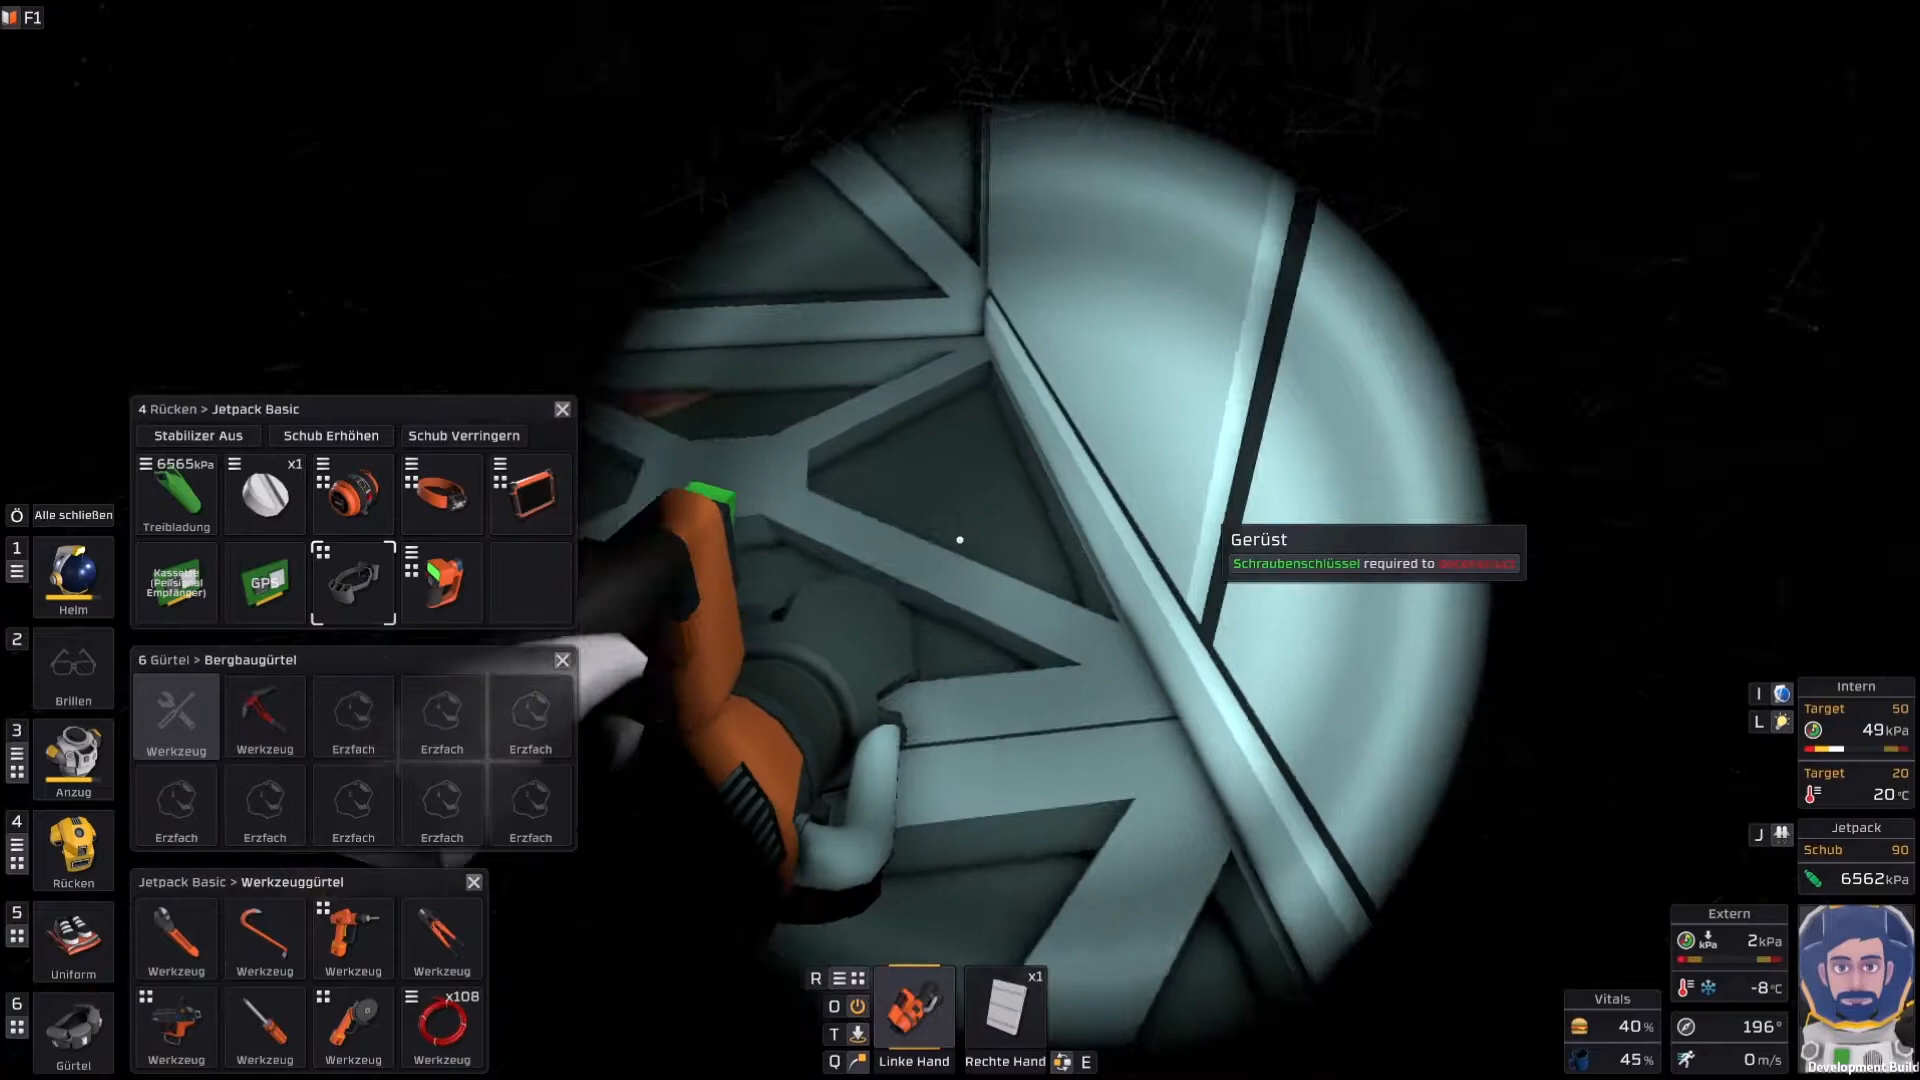 F1
4 Rücken > Jetpack Basic
Stabilizer Aus
Schub Erhöhen
Schub Verringern
6565kPa
x1
Treibladung
Kassette
(Peilsignal
Empfänger)
GPS
6 Gürtel > Bergbaugürtel
Werkzeug
Werkzeug
Erzfach
Erzfach
Erzfach
Erzfach
Erzfach
Erzfach
Erzfach
Erzfach
Jetpack Basic > Werkzeuggürtel
Werkzeug
Werkzeug
Werkzeug
Werkzeug
x108
Werkzeug
Werkzeug
Werkzeug
Werkzeug
Ö Alle schließen
1
Helm
2
Brillen
3
Anzug
4
Rücken
5
Uniform
6
Gürtel
Gerüst
Schraubenschlüssel required to
R
O
T
Q
Linke Hand
x1
Rechte Hand
E
I
L
Intern
Target 50
49kPa
Target 20
20°C
J
Jetpack
Schub 90
6562kPa
Extern
kPa
2kPa
-8°C
196°
0m/s
Vitals
40%
45%
Development Build